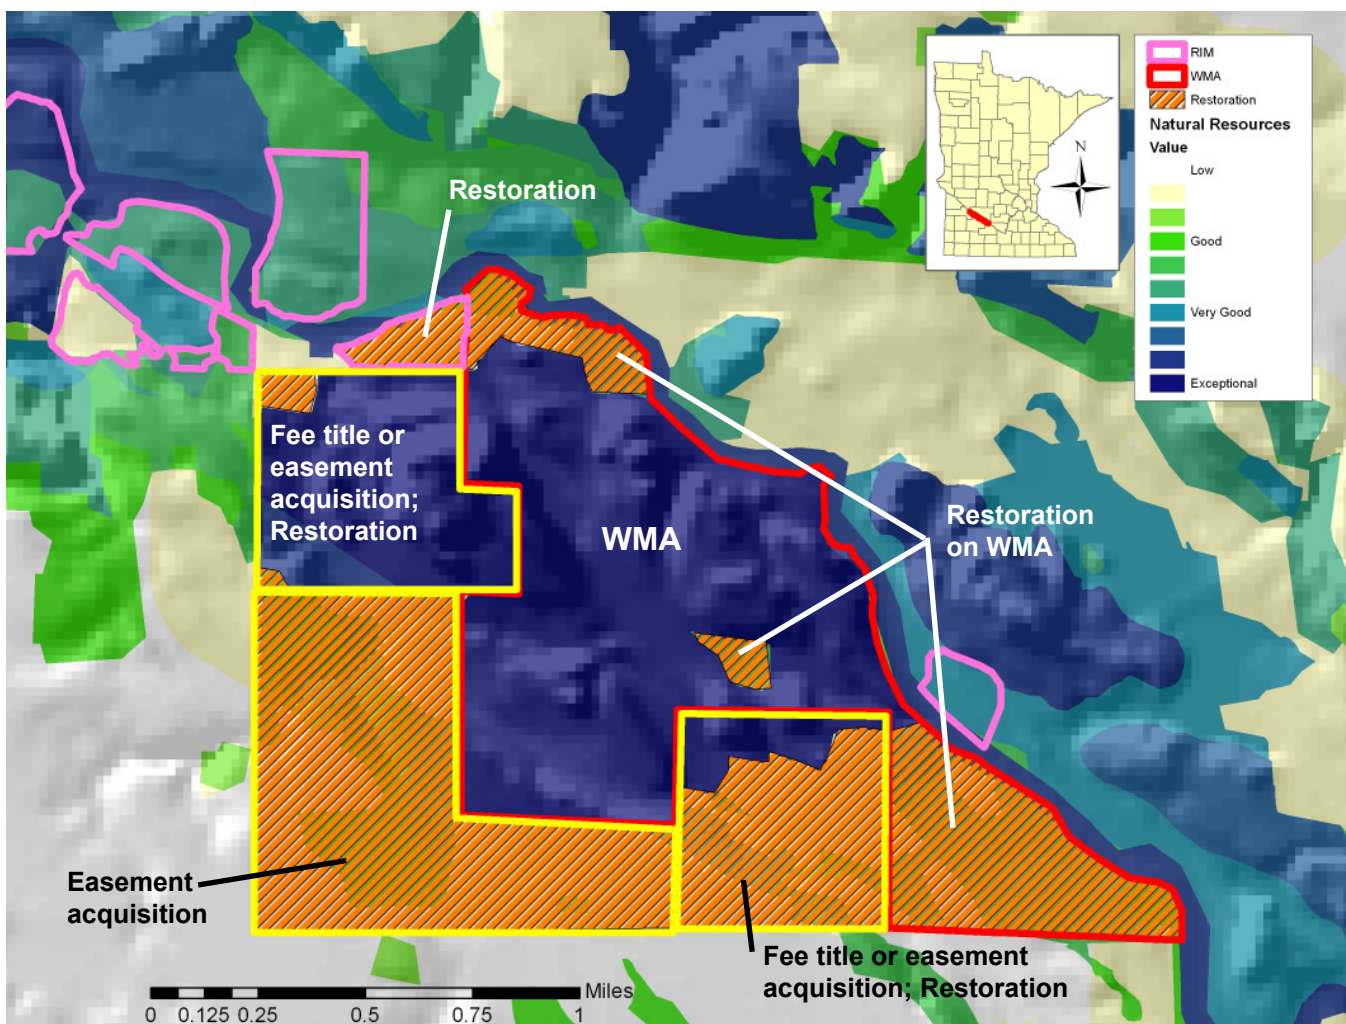 RIM
WMA
Restoration
Natural Resources
Value
Low
Good
Very Good
Exceptional
N
Restoration
Fee title or
easement
acquisition;
Restoration
WMA
Restoration
on WMA
Easement
acquisition
Fee title or easement
acquisition; Restoration
Miles
0 0.125 0.25 0.5 0.75 1